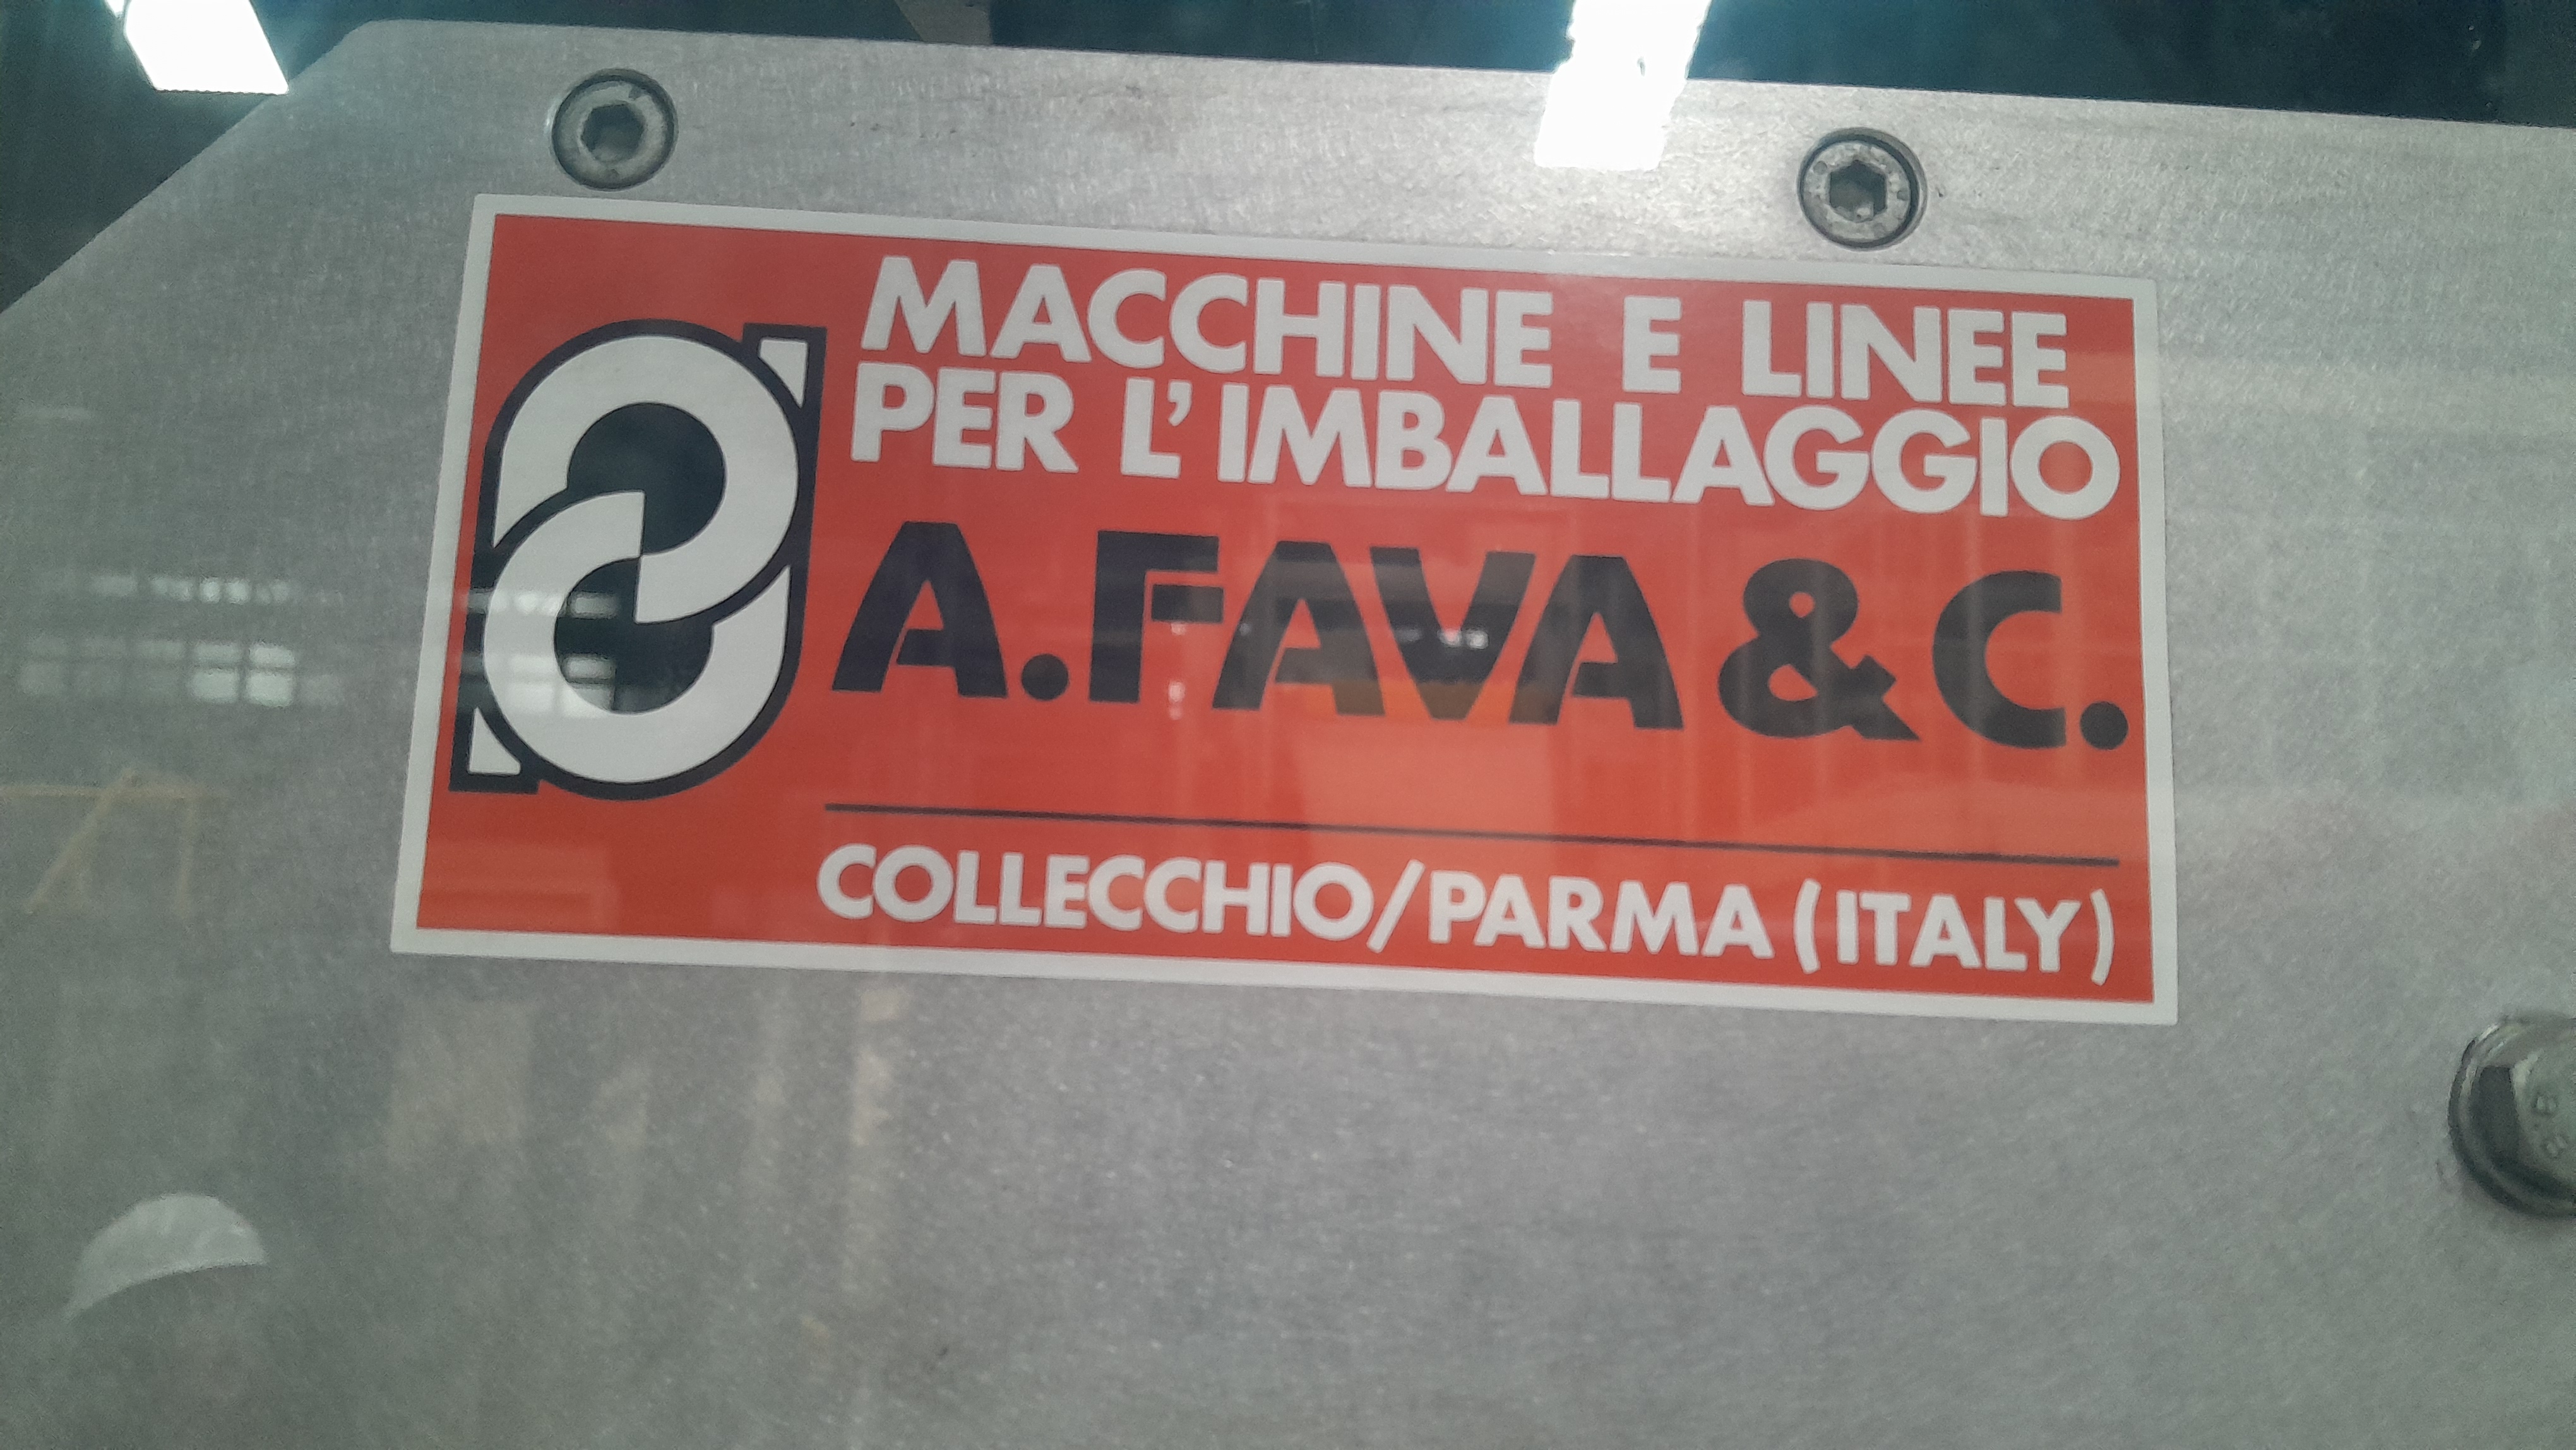 MACCHINE E LINEE
PER L'IMBALLAGGIO
A.FAVA & C.
COLLECCHIO/PARMA (ITALY)